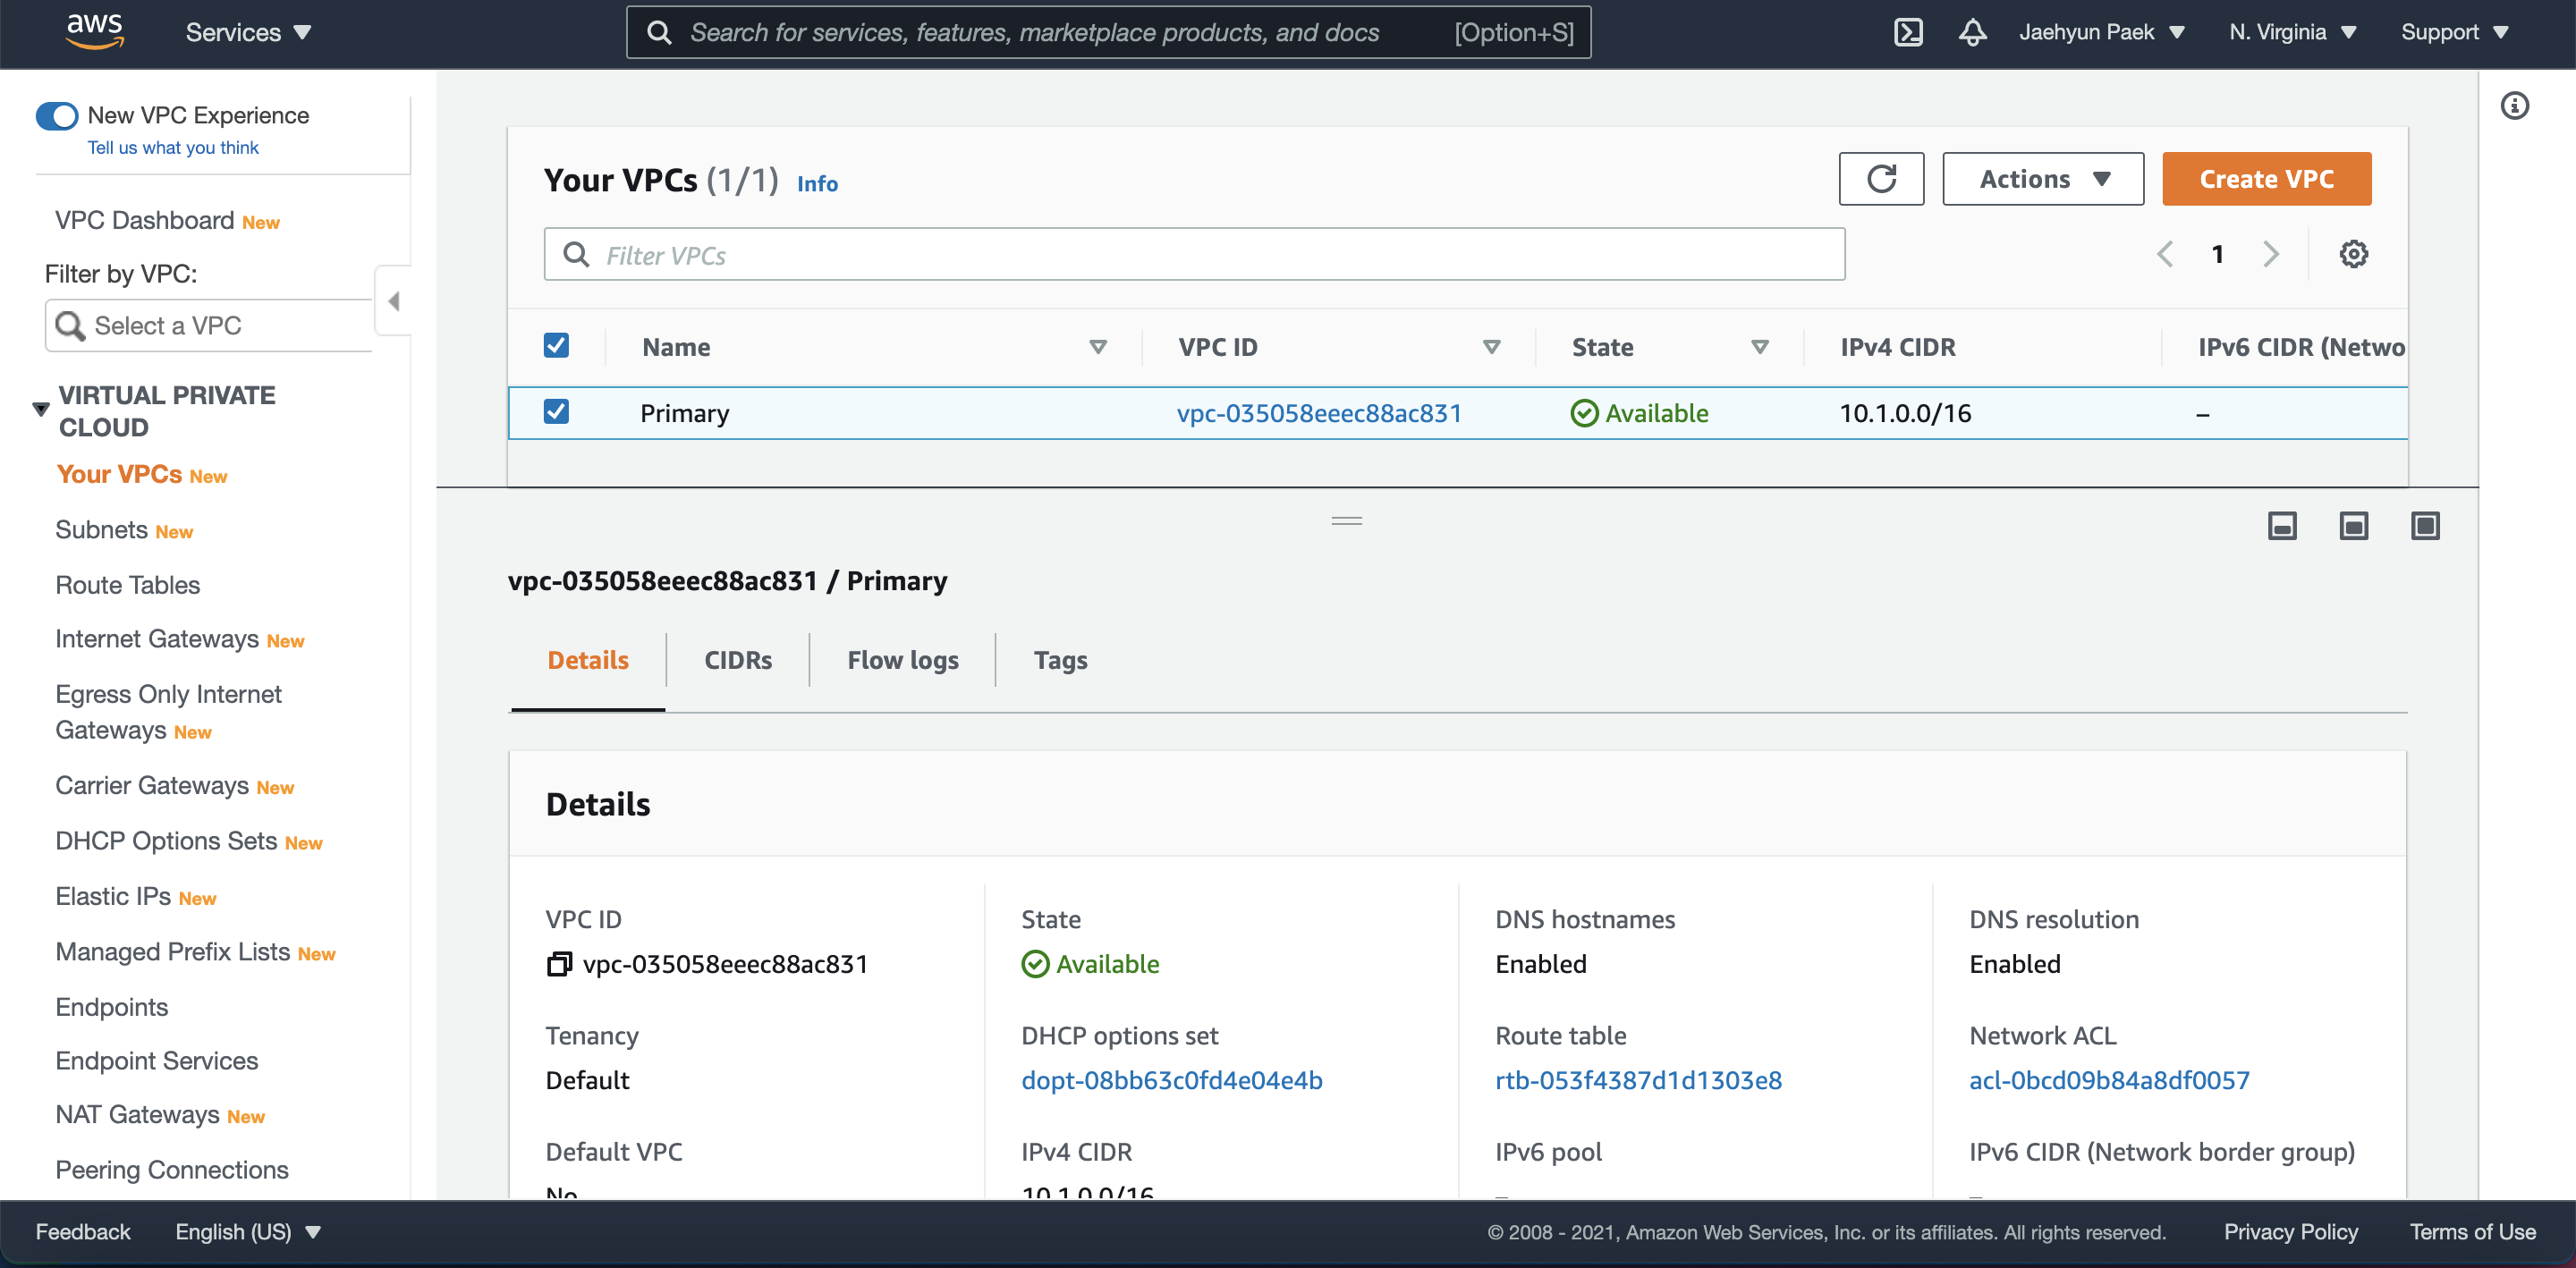 aws
Services
Search for services, features, marketplace products, and docs [Option+S]
Jaehyun Paek
N. Virginia
Support
New VPC Experience
Tell us what you think
VPC Dashboard New
Filter by VPC:
Select a VPC
VIRTUAL PRIVATE
CLOUD
Your VPCs New
Subnets New
Route Tables
Internet Gateways New
Egress Only Internet
Gateways New
Carrier Gateways New
DHCP Options Sets New
Elastic IPs New
Managed Prefix Lists New
Endpoints
Endpoint Services
NAT Gateways New
Peering Connections
Your VPCs (1/1) Info
Actions
Create VPC
Filter VPCs
1
Name VPC ID State IPv4 CIDR IPv6 CIDR (Netwo
Primary vpc-035058eeec88ac831 Available 10.1.0.0/16 –
vpc-035058eeec88ac831 / Primary
Details CIDRs Flow logs Tags
Details
VPC ID State DNS hostnames DNS resolution
vpc-035058eeec88ac831 Available Enabled Enabled
Tenancy DHCP options set Route table Network ACL
Default dopt-08bb63c0fd4e04e4b rtb-053f4387d1d1303e8 acl-0bcd09b84a8df0057
Default VPC IPv4 CIDR IPv6 pool IPv6 CIDR (Network border group)
No 10.1.0.0/16 – –
Feedback English (US) © 2008 - 2021, Amazon Web Services, Inc. or its affiliates. All rights reserved. Privacy Policy Terms of Use